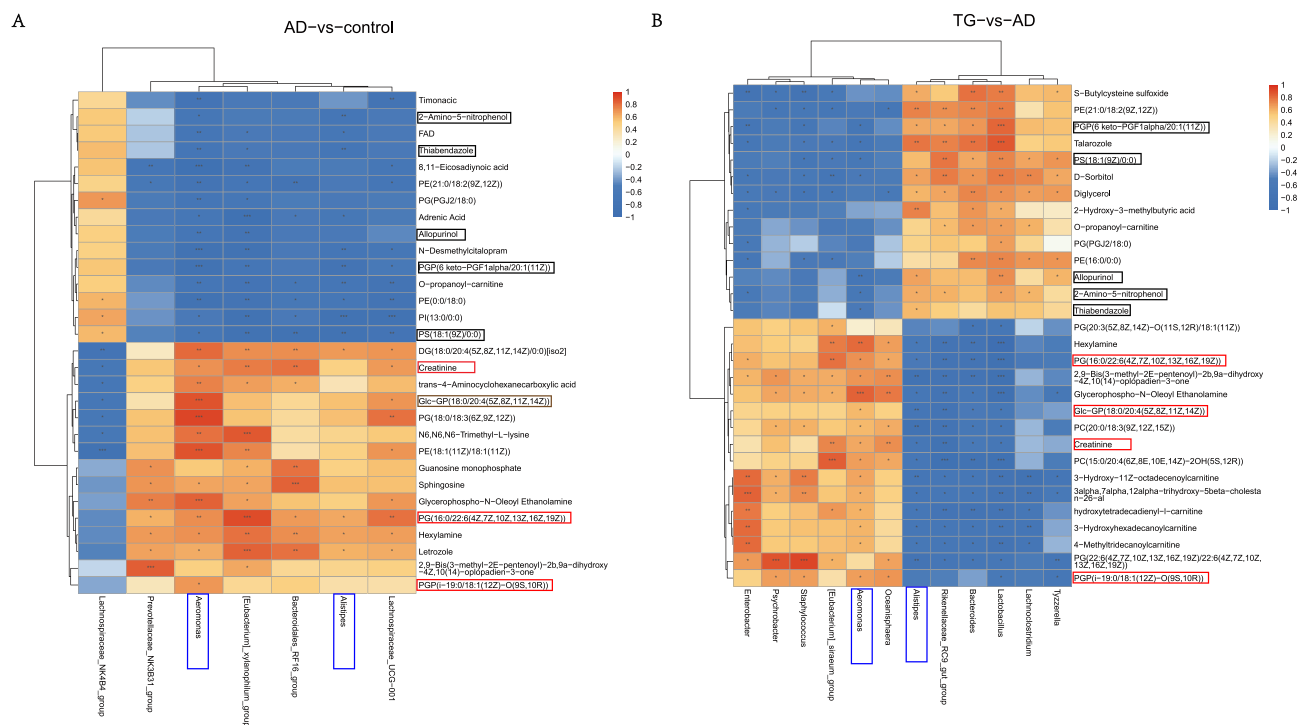 A
AD-vs-control
1
0.8
0.6
0.4
0.2
0
-0.2
-0.4
-0.6
-0.8
-1
Timonacic
2-Amino-5-nitrophenol
FAD
Thiabendazole
8,11-Eicosadiynoic acid
PE(21:0/18:2(9Z,12Z))
PG(PGJ2/18:0)
Adrenic Acid
Allopurinol
N-Desmethylcitalopram
PGP(6 keto-PGF1alpha/20:1(11Z))
O-propanoyl-carnitine
PE(0:0/18:0)
PI(13:0/0:0)
PS(18:1(9Z)/0:0)
DG(18:0/20:4(5Z,8Z,11Z,14Z)/0:0)[iso2]
Creatinine
trans-4-Aminocyclohexanecarboxylic acid
Glc-GP(18:0/20:4(5Z,8Z,11Z,14Z))
PG(18:0/18:3(6Z,9Z,12Z))
N6,N6,N6-Trimethyl-L-lysine
PE(18:1(11Z)/18:1(11Z))
Guanosine monophosphate
Sphingosine
Glycerophospho-N-Oleoyl Ethanolamine
PG(16:0/22:6(4Z,7Z,10Z,13Z,16Z,19Z))
Hexylamine
Letrozole
2,9-Bis(3-methyl-2E-pentenoyl)-2b,9a-dihydroxy
-4Z,10(14)-oplopadien-3-one
PGP(i-19:0/18:1(12Z)-O(9S,10R))
Lachnospiraceae_NK4B4_group
Prevotellaceae_NK3B31_group
Aeromonas
[Eubacterium]_xylanophilum_group
Bacteroidales_RF16_group
Alistipes
Lachnospiraceae_UCG-001
B
TG-vs-AD
1
0.8
0.6
0.4
0.2
0
-0.2
-0.4
-0.6
-0.8
-1
S-Butylcysteine sulfoxide
PE(21:0/18:2(9Z,12Z))
PGP(6 keto-PGF1alpha/20:1(11Z))
Talarozole
PS(18:1(9Z)/0:0)
D-Sorbitol
Diglycerol
2-Hydroxy-3-methylbutyric acid
O-propanoyl-carnitine
PG(PGJ2/18:0)
PE(16:0/0:0)
Allopurinol
2-Amino-5-nitrophenol
Thiabendazole
PG(20:3(5Z,8Z,14Z)-O(11S,12R)/18:1(11Z))
Hexylamine
PG(16:0/22:6(4Z,7Z,10Z,13Z,16Z,19Z))
2,9-Bis(3-methyl-2E-pentenoyl)-2b,9a-dihydroxy
-4Z,10(14)-oplopadien-3-one
Glycerophospho-N-Oleoyl Ethanolamine
Glc-GP(18:0/20:4(5Z,8Z,11Z,14Z))
PC(20:0/18:3(9Z,12Z,15Z))
Creatinine
PC(15:0/20:4(6Z,8E,10E,14Z)-2OH(5S,12R))
3-Hydroxy-11Z-octadecenoylcarnitine
3alpha,7alpha,12alpha-trihydroxy-5beta-cholesta
n-26-al
hydroxytetradecadienyl-l-carnitine
3-Hydroxyhexadecanoylcarnitine
4-Methyltridecanoylcarnitine
PG(22:6(4Z,7Z,10Z,13Z,16Z,19Z)/22:6(4Z,7Z,10Z,
13Z,16Z,19Z))
PGP(i-19:0/18:1(12Z)-O(9S,10R))
Enterobacter
Psychrobacter
Staphylococcus
[Eubacterium]_siraeum_group
Aeromonas
Oceanisphaera
Alistipes
Rikenellaceae_RC9_gut_group
Bacteroides
Lactobacillus
Lachnoclostridium
Tyzzerella